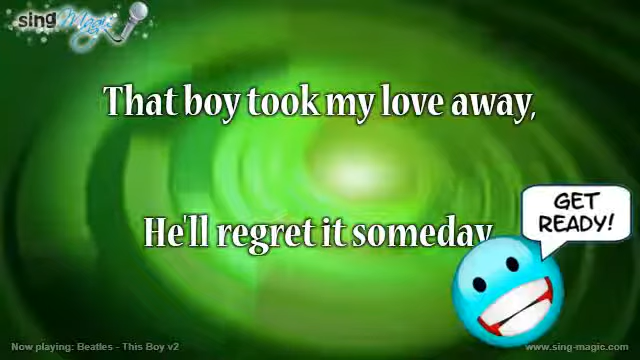 sing Magic
That boy took my love away,
He'll regret it someday
GET
READY!
Now playing: Beatles - This Boy v2
www.sing-magic.com